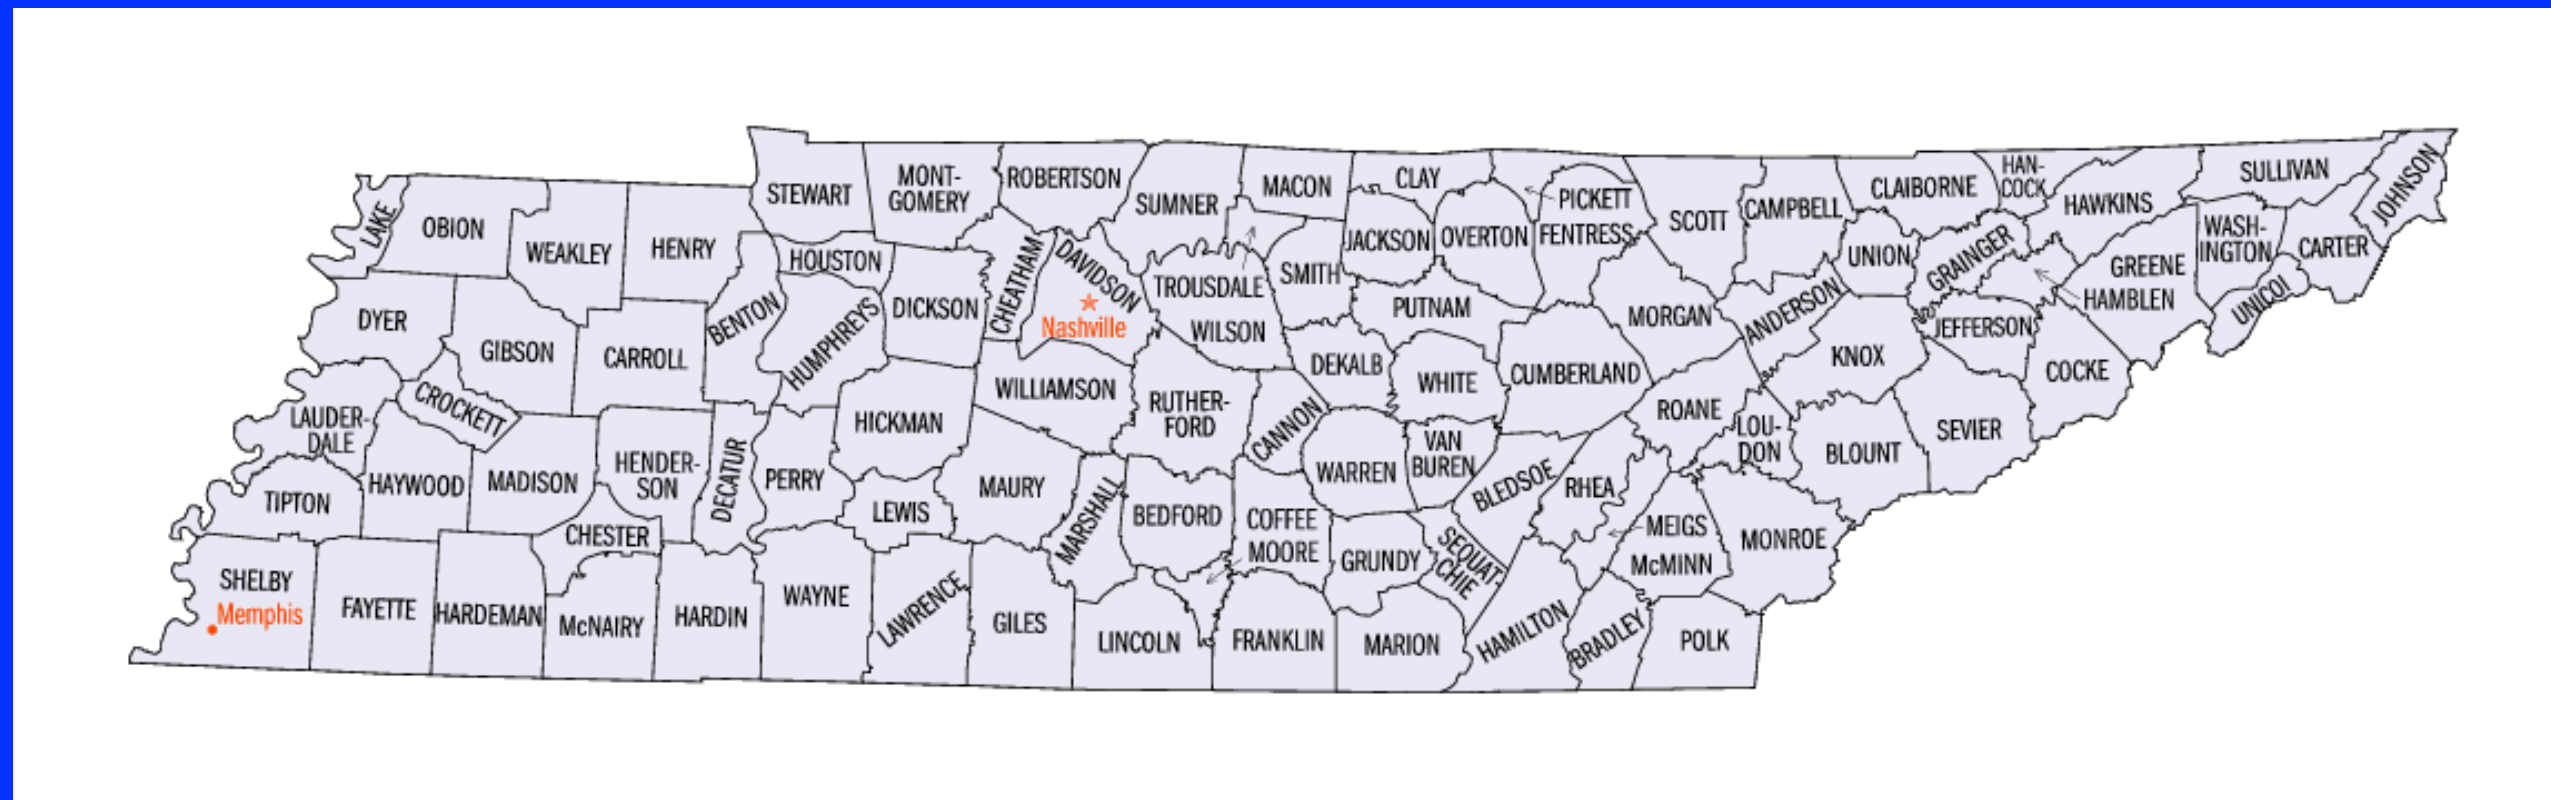 STEWART
MONT-
GOMERY
ROBERTSON
SUMNER
MACON
CLAY
PICKETT
FENTRESS
SCOTT
CAMPBELL
CLAIBORNE
HAN-
COCK
HAWKINS
SULLIVAN
JOHNSON
LAKE
OBION
WEAKLEY
HENRY
HOUSTON
CHEATHAM
DAVIDSON
Nashville
TROUSDALE
WILSON
SMITH
JACKSON
OVERTON
UNION
GRAINGER
GREENE
HAMBLEN
WASH-
INGTON
CARTER
UNICOI
DYER
GIBSON
CARROLL
BENTON
HUMPHREYS
DICKSON
PUTNAM
MORGAN
ANDERSON
KNOX
JEFFERSON
COCKE
LAUDER-
DALE
CROCKETT
HICKMAN
WILLIAMSON
RUTHER-
FORD
CANNON
DEKALB
WHITE
CUMBERLAND
ROANE
LOU-
DON
BLOUNT
SEVIER
TIPTON
HAYWOOD
MADISON
HENDER-
SON
DECATUR
PERRY
LEWIS
MAURY
MARSHALL
BEDFORD
COFFEE
MOORE
WARREN
VAN
BUREN
BLEDSOE
RHEA
MEIGS
McMINN
MONROE
CHESTER
SHELBY
Memphis
FAYETTE
HARDEMAN
McNAIRY
HARDIN
WAYNE
LAWRENCE
GILES
LINCOLN
FRANKLIN
GRUNDY
SEQUAT-
CHIE
MARION
HAMILTON
BRADLEY
POLK